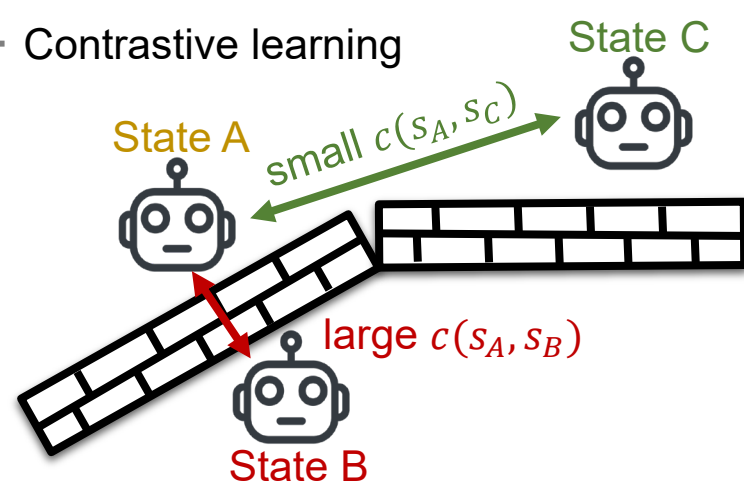 - Contrastive learning
State C
State A
small c(s_A, s_C)
large c(s_A, s_B)
State B